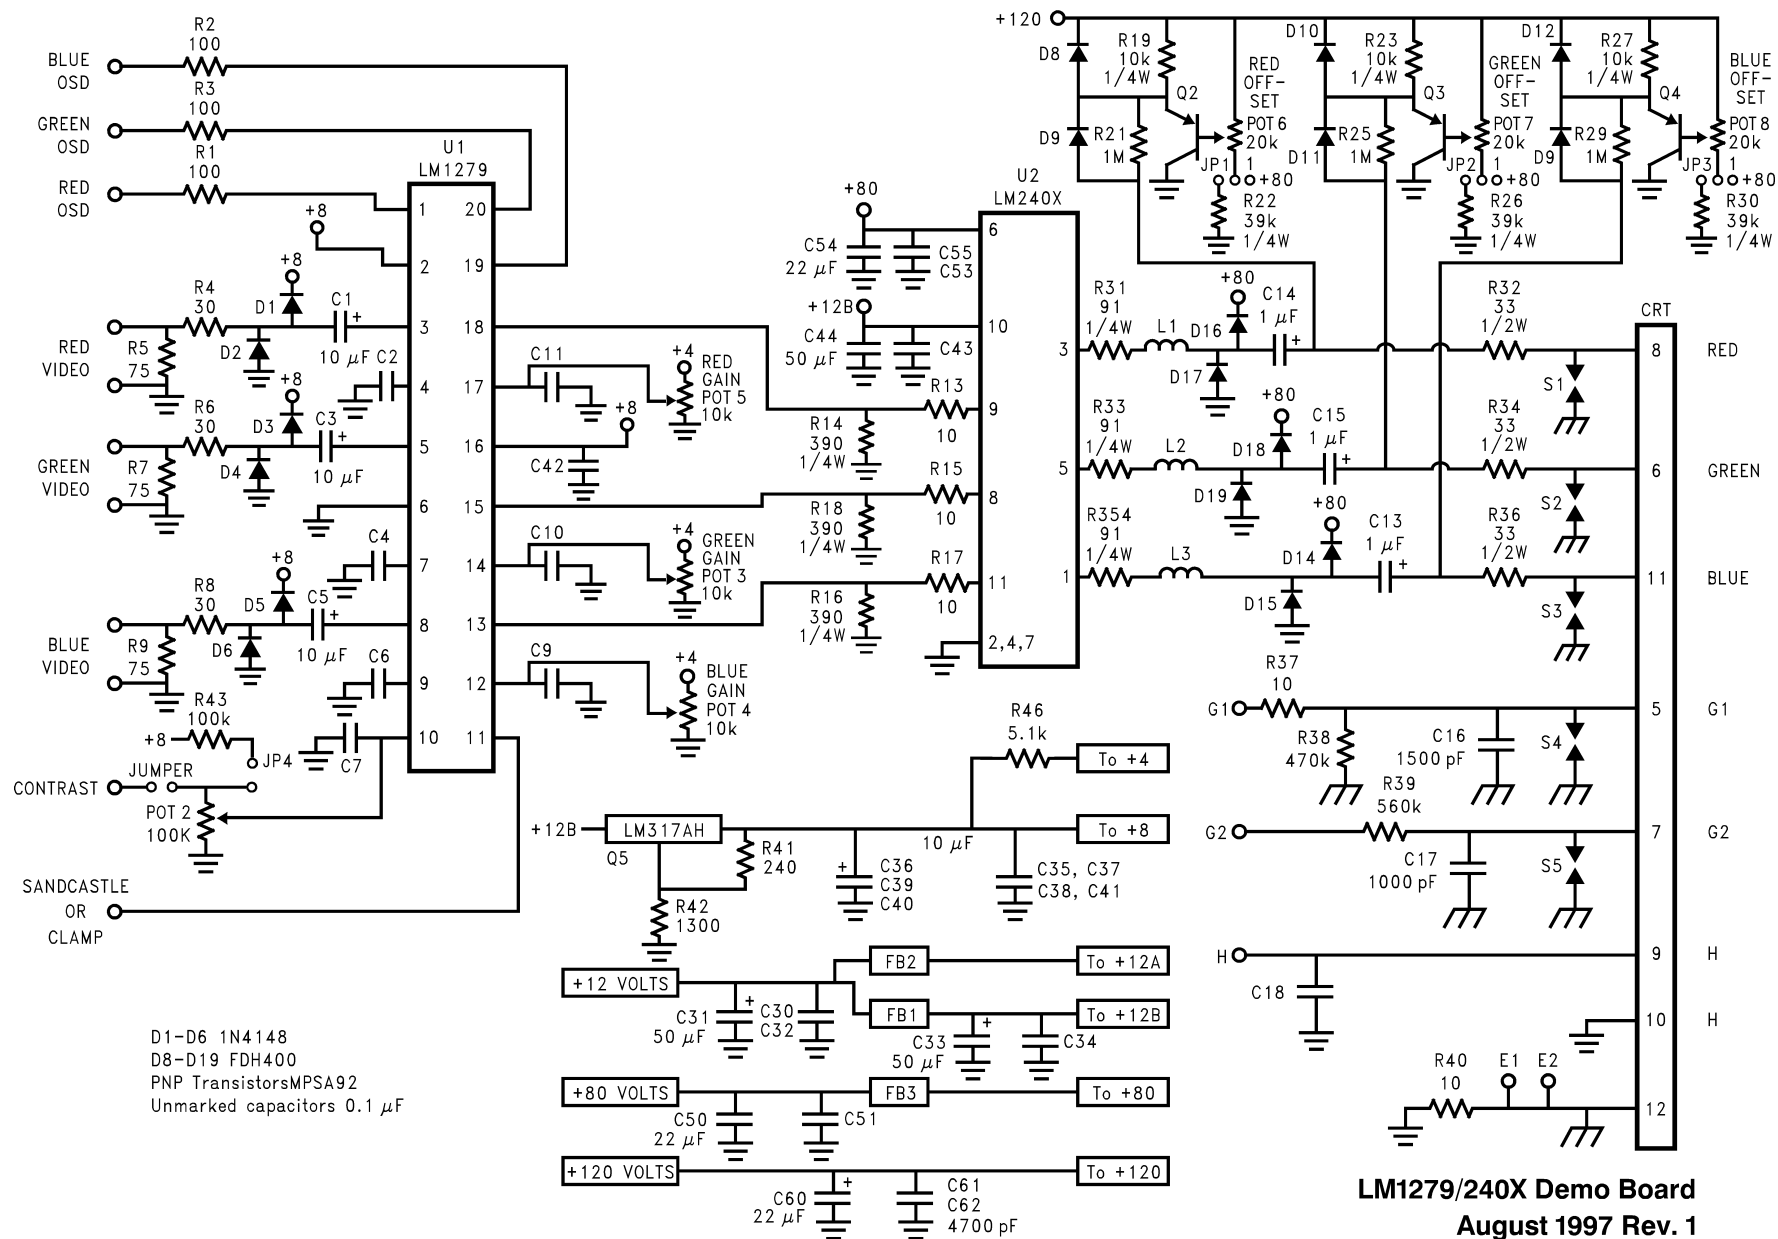 R2
100
BLUE
OSD
R3
100
GREEN
OSD
R1
100
RED
OSD
U1
LM1279
1
2
3
4
5
6
7
8
9
10
20
19
18
17
16
15
14
13
12
11
+8
+8
R4
30
D1
C1
+
10 μF
D2
RED
VIDEO
R5
75
C2
+8
R6
30
D3
C3
+
10 μF
D4
GREEN
VIDEO
R7
75
C4
+8
R8
30
D5
C5
+
10 μF
D6
BLUE
VIDEO
R9
75
C6
R43
100k
+8
JP4
C7
JUMPER
CONTRAST
POT 2
100K
SANDCASTLE
OR
CLAMP
C11
+4
RED
GAIN
POT 5
10k
+8
C42
C10
+4
GREEN
GAIN
POT 3
10k
C9
+4
BLUE
GAIN
POT 4
10k
R14
390
1/4W
R13
10
R18
390
1/4W
R15
10
R16
390
1/4W
R17
10
+80
C54
22 μF
C55
C53
+12B
C44
50 μF
C43
U2
LM240X
6
10
9
8
11
2,4,7
3
5
1
+120
D8
R19
10k
1/4W
RED
OFF-
SET
POT6
20k
D9
R21
1M
Q2
JP1
1
+80
R22
39k
1/4W
D10
R23
10k
1/4W
GREEN
OFF-
SET
POT7
20k
D11
R25
1M
Q3
JP2
1
+80
R26
39k
1/4W
D12
R27
10k
1/4W
BLUE
OFF-
SET
POT8
20k
D9
R29
1M
Q4
JP3
1
+80
R30
39k
1/4W
R31
91
1/4W
L1
D16
+80
D17
C14
1 μF
+
R32
33
1/2W
S1
R33
91
1/4W
L2
D18
+80
D19
C15
1 μF
+
R34
33
1/2W
S2
R354
91
1/4W
L3
D14
+80
D15
C13
1 μF
+
R36
33
1/2W
S3
CRT
8
RED
6
GREEN
11
BLUE
G1
R37
10
R38
470k
C16
1500 pF
S4
5
G1
G2
R39
560k
C17
1000 pF
S5
7
G2
H
C18
9
H
10
H
R40
10
E1
E2
12
R46
5.1k
To +4
+12B
LM317AH
Q5
R41
240
R42
1300
10 μF
+
C36
C39
C40
C35, C37
C38, C41
To +8
+12 VOLTS
C31
50 μF
+
C30
C32
FB2
To +12A
FB1
C33
50 μF
+
C34
To +12B
+80 VOLTS
C50
22 μF
C51
FB3
To +80
+120 VOLTS
C60
22 μF
+
C61
C62
4700 pF
To +120
D1-D6 1N4148
D8-D19 FDH400
PNP TransistorsMPSA92
Unmarked capacitors 0.1 μF
LM1279/240X Demo Board
August 1997 Rev. 1